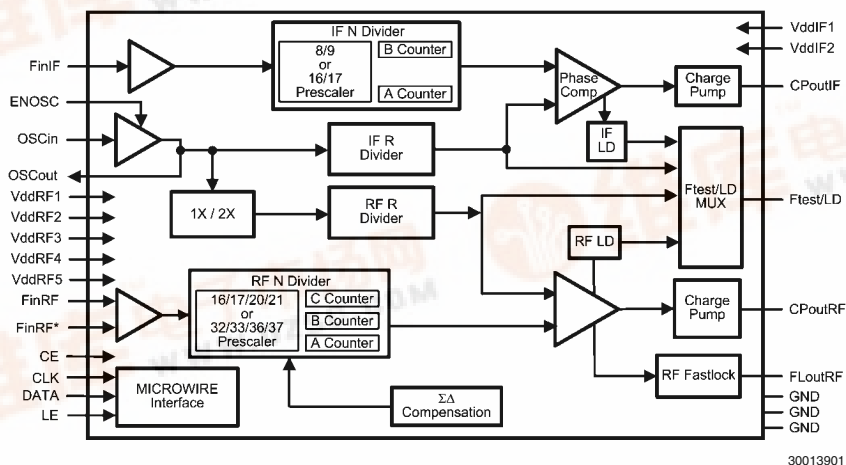 IF N Divider
8/9
or
16/17
Prescaler
B Counter
A Counter
VddIF1
VddIF2
FinIF
Phase
Comp
Charge
Pump
CPoutIF
ENOSC
OSCin
IF R
Divider
IF
LD
OSCout
Ftest/LD
MUX
Ftest/LD
VddRF1
VddRF2
VddRF3
VddRF4
VddRF5
1X / 2X
RF R
Divider
RF LD
RF N Divider
16/17/20/21
or
32/33/36/37
Prescaler
C Counter
B Counter
A Counter
FinRF
FinRF*
Charge
Pump
CPoutRF
CE
CLK
DATA
LE
MICROWIRE
Interface
ΣΔ
Compensation
RF Fastlock
FLoutRF
GND
GND
GND
30013901